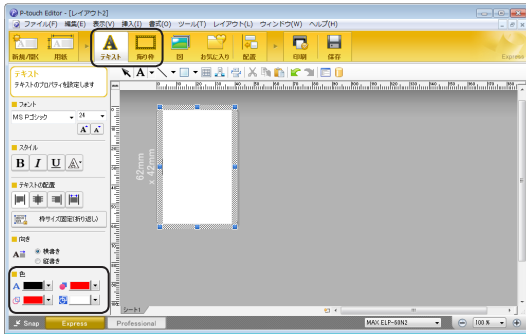 P-touch Editor - [レイアウト2]
ファイル(F) 編集(E) 表示(V) 挿入(I) 書式(O) ツール(T) レイアウト(L) ウィンドウ(W) ヘルプ(H)
新規/開く 用紙 テキスト 飾り枠 図 お気に入り 配置 印刷 保存 Express
テキスト
テキストのプロパティを設定します
フォント
MS Pゴシック 24
A A
スタイル
B I U A
テキストの配置
枠サイズ固定(折り返し)
向き
横書き
縦書き
色
62mm
x 42mm
シート1
Snap Express Professional MAX ELP-60N2 100 %